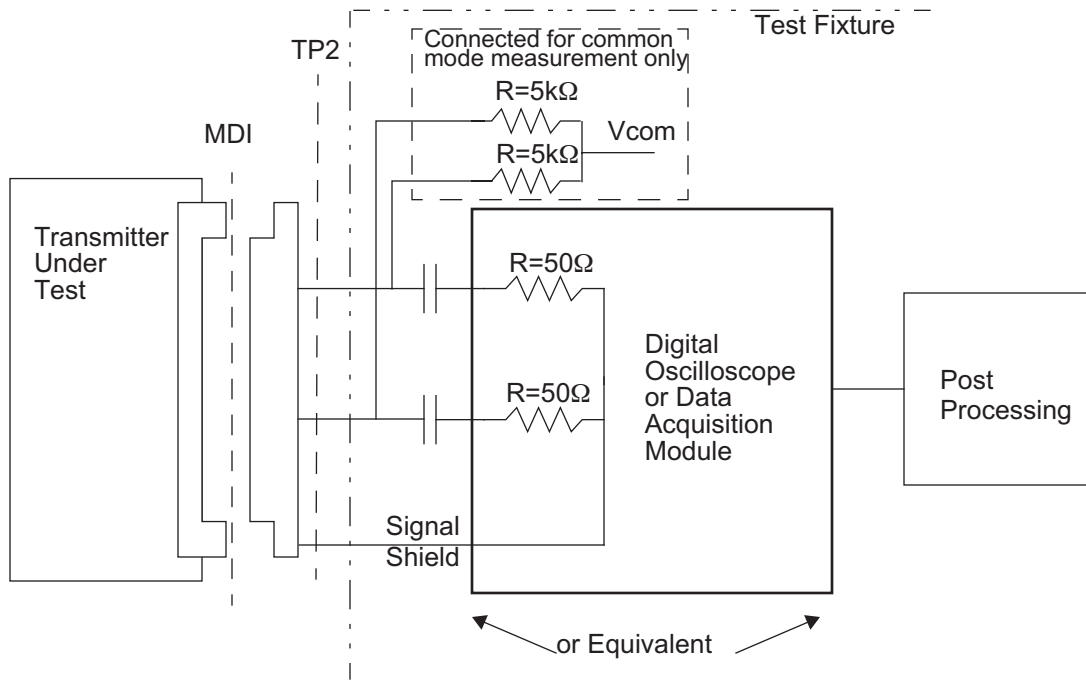 Test Fixture
TP2
Connected for common
mode measurement only
R=5kΩ
MDI
Vcom
R=5kΩ
Transmitter
Under
Test
R=50Ω
R=50Ω
Digital
Oscilloscope
or Data
Acquisition
Module
Post
Processing
Signal
Shield
or Equivalent